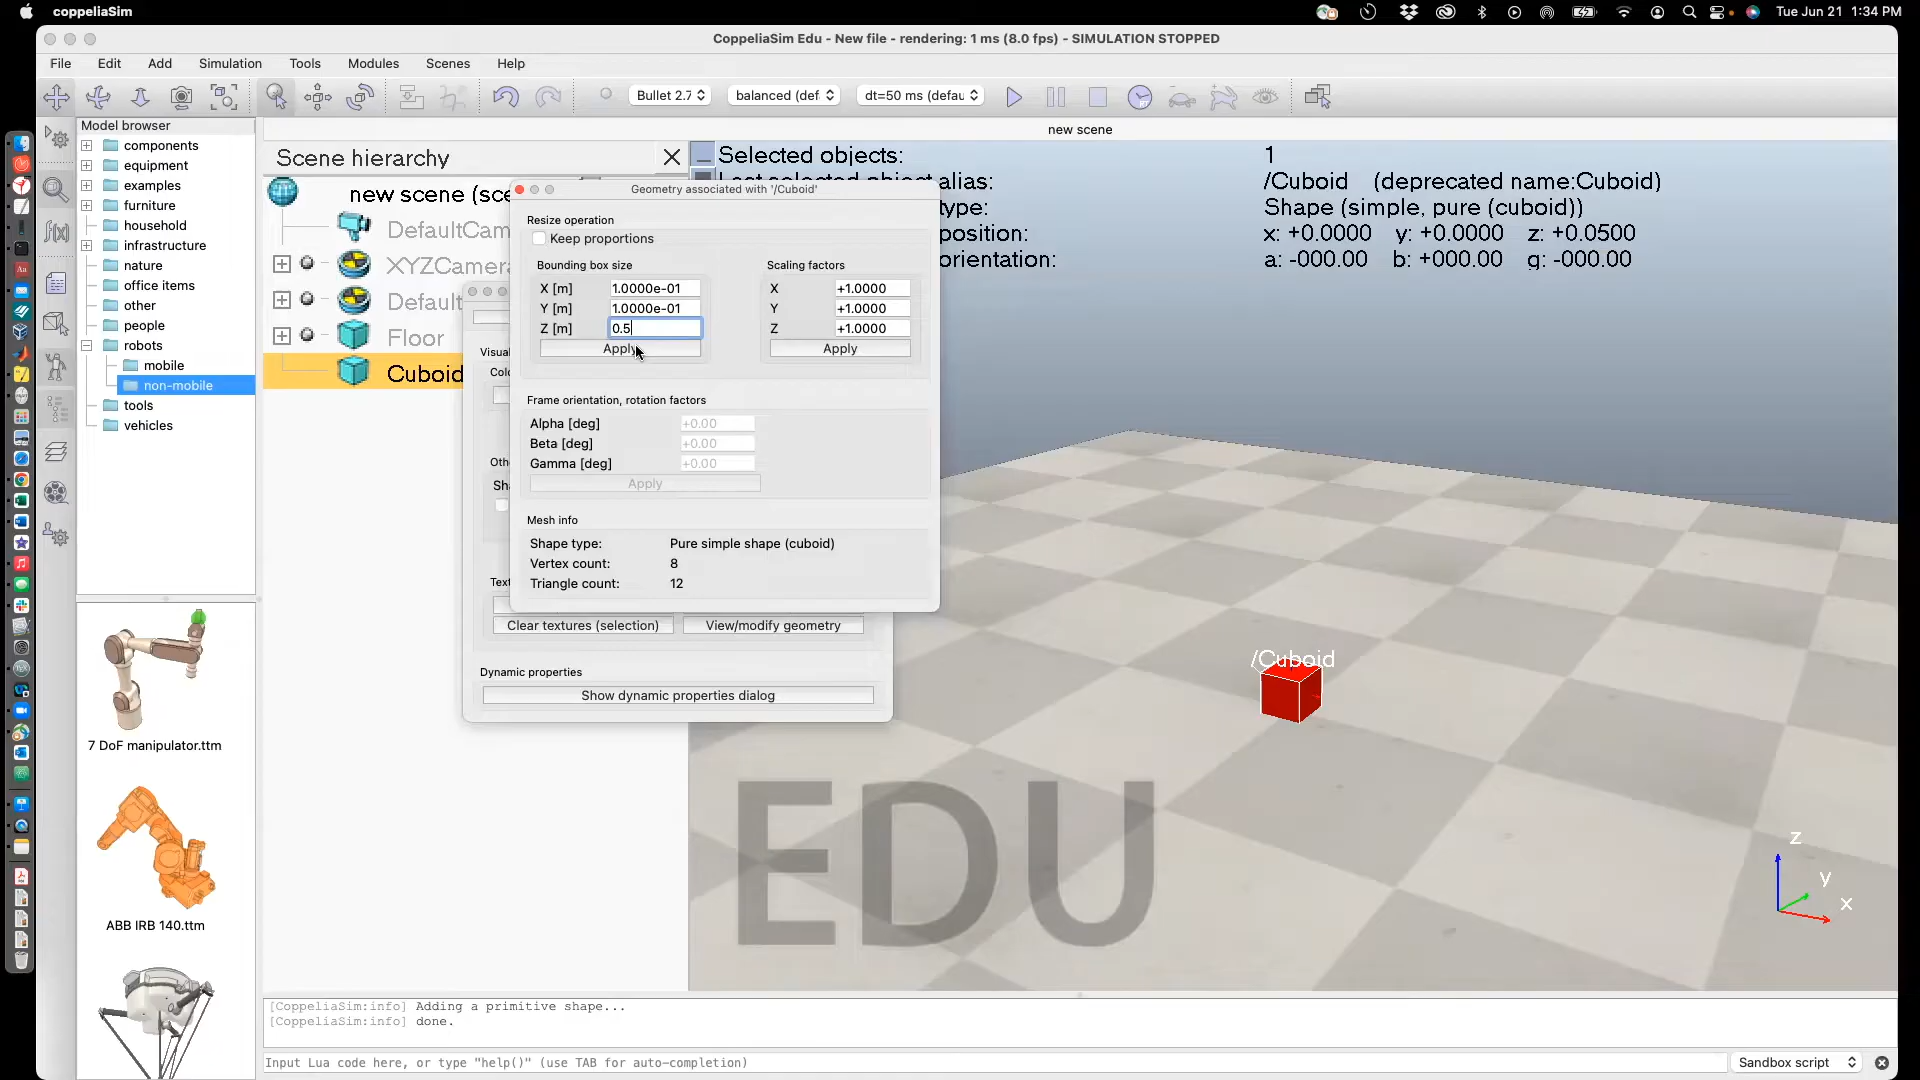 coppeliaSim
Tue Jun 21 1:34 PM
CoppeliaSim Edu - New file - rendering: 1 ms (8.0 fps) - SIMULATION STOPPED
File Edit Add Simulation Tools Modules Scenes Help
Bullet 2.7
balanced (def
dt=50 ms (defau
Model browser
components
equipment
examples
furniture
household
infrastructure
nature
office items
other
people
robots
mobile
non-mobile
tools
vehicles
7 DoF manipulator.ttm
ABB IRB 140.ttm
new scene
Scene hierarchy
new scene (sce
DefaultCam
XYZCamera
Default
Floor
Cuboid
Selected objects: 1
Last selected object alias: /Cuboid (deprecated name:Cuboid)
type: Shape (simple, pure (cuboid))
position: x: +0.0000 y: +0.0000 z: +0.0500
orientation: a: -000.00 b: +000.00 g: -000.00
Geometry associated with '/Cuboid'
Resize operation
Keep proportions
Bounding box size
Scaling factors
X [m] 1.0000e-01 X +1.0000
Y [m] 1.0000e-01 Y +1.0000
Z [m] 0.5 Z +1.0000
Apply Apply
Frame orientation, rotation factors
Alpha [deg] +0.00
Beta [deg] +0.00
Gamma [deg] +0.00
Apply
Mesh info
Shape type: Pure simple shape (cuboid)
Vertex count: 8
Triangle count: 12
Visual
Colo
Othe
Sha
Text
Clear textures (selection) View/modify geometry
Dynamic properties
Show dynamic properties dialog
/Cuboid
EDU
z
y
x
[CoppeliaSim:info] Adding a primitive shape...
[CoppeliaSim:info] done.
Input Lua code here, or type "help()" (use TAB for auto-completion)
Sandbox script